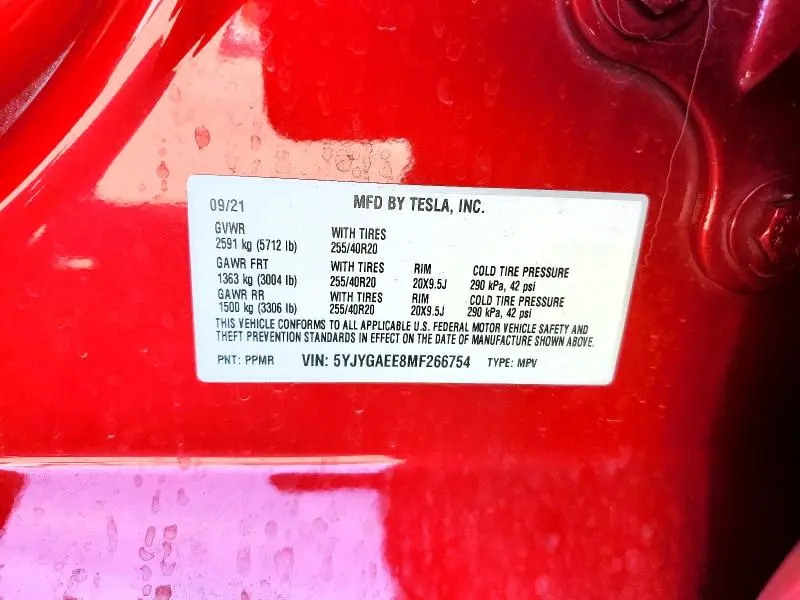 09/21 MFD BY TESLA, INC.
GVWR
2591 kg (5712 lb) WITH TIRES 255/40R20
GAWR FRT WITH TIRES RIM COLD TIRE PRESSURE
1363 kg (3004 lb) 255/40R20 20X9.5J 290 kPa, 42 psi
GAWR RR WITH TIRES RIM COLD TIRE PRESSURE
1500 kg (3306 lb) 255/40R20 20X9.5J 290 kPa, 42 psi
THIS VEHICLE CONFORMS TO ALL APPLICABLE U.S. FEDERAL MOTOR VEHICLE SAFETY AND
THEFT PREVENTION STANDARDS IN EFFECT ON THE DATE OF MANUFACTURE SHOWN ABOVE.
PNT: PPMR VIN: 5YJYGAEE8MF266754 TYPE: MPV